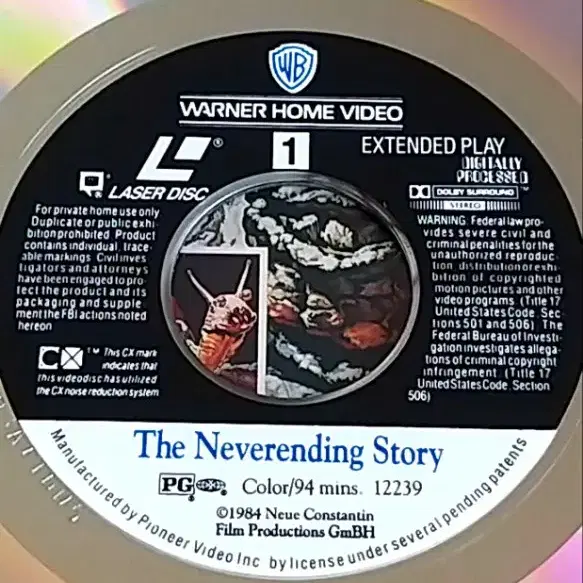 WB
WARNER HOME VIDEO
LASER DISC ®
1
EXTENDED PLAY
DIGITALLY
PROCESSED
DOLBY SURROUND ™
STEREO
For private home use only
Duplicate or public exhi-
bition prohibited. Product
contains individual, trace-
able markings. Civil inves
tigators and attorneys
have been engaged to pro-
tect the product and its
packaging and supple
ment the FBI actions noted
hereon
CX ™ This CX mark
indicates that
this videodisc has utilized
the CX noise reduction system
WARNING: Federal law pro-
vides severe civil and
criminal penalties for the
unauthorized reproduc-
tion distribution or exhi-
bition of copyrighted
motion pictures and other
video programs (Title 17
United States Code Sec
tions 501 and 506) The
Federal Bureau of Investi-
gation investigates allega-
tions of criminal copyright
infringement. (Title 17
United States Code. Section
506)
The Neverending Story
PG Color/94 mins. 12239
©1984 Neue Constantin
Film Productions GmBH
Manufactured by Pioneer Video Inc by license under several pending patents